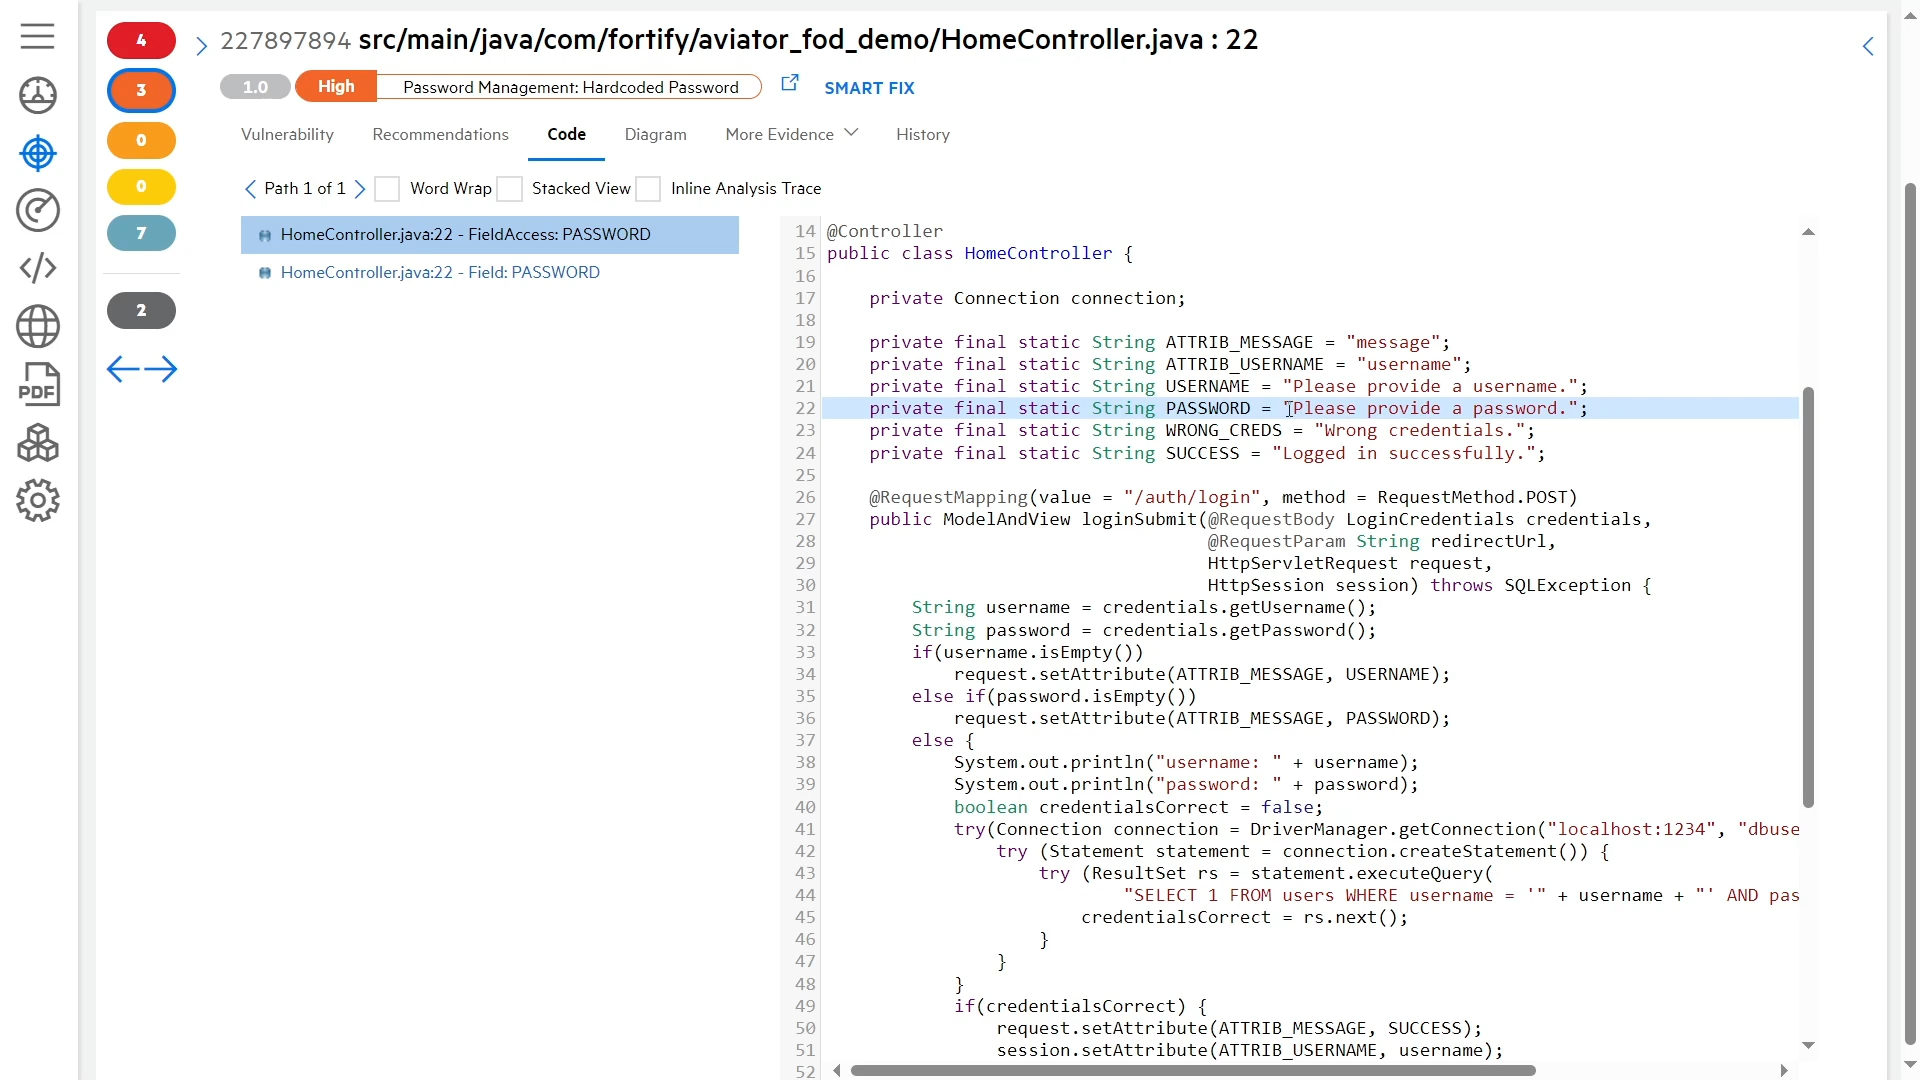 4
3
0
0
7
2
PDF
227897894 src/main/java/com/fortify/aviator_fod_demo/HomeController.java : 22
1.0 High Password Management: Hardcoded Password SMART FIX
Vulnerability Recommendations Code Diagram More Evidence History
Path 1 of 1 Word Wrap Stacked View Inline Analysis Trace
HomeController.java:22 - FieldAccess: PASSWORD
HomeController.java:22 - Field: PASSWORD
14 @Controller
15 public class HomeController {
16
17 private Connection connection;
18
19 private final static String ATTRIB_MESSAGE = "message";
20 private final static String ATTRIB_USERNAME = "username";
21 private final static String USERNAME = "Please provide a username.";
22 private final static String PASSWORD = "Please provide a password.";
23 private final static String WRONG_CREDS = "Wrong credentials.";
24 private final static String SUCCESS = "Logged in successfully.";
25
26 @RequestMapping(value = "/auth/login", method = RequestMethod.POST)
27 public ModelAndView loginSubmit(@RequestBody LoginCredentials credentials,
28 @RequestParam String redirectUrl,
29 HttpServletRequest request,
30 HttpSession session) throws SQLException {
31 String username = credentials.getUsername();
32 String password = credentials.getPassword();
33 if(username.isEmpty())
34 request.setAttribute(ATTRIB_MESSAGE, USERNAME);
35 else if(password.isEmpty())
36 request.setAttribute(ATTRIB_MESSAGE, PASSWORD);
37 else {
38 System.out.println("username: " + username);
39 System.out.println("password: " + password);
40 boolean credentialsCorrect = false;
41 try(Connection connection = DriverManager.getConnection("localhost:1234", "dbuse
42 try (Statement statement = connection.createStatement()) {
43 try (ResultSet rs = statement.executeQuery(
44 "SELECT 1 FROM users WHERE username = '" + username + "' AND pas
45 credentialsCorrect = rs.next();
46 }
47 }
48 }
49 if(credentialsCorrect) {
50 request.setAttribute(ATTRIB_MESSAGE, SUCCESS);
51 session.setAttribute(ATTRIB_USERNAME, username);
52